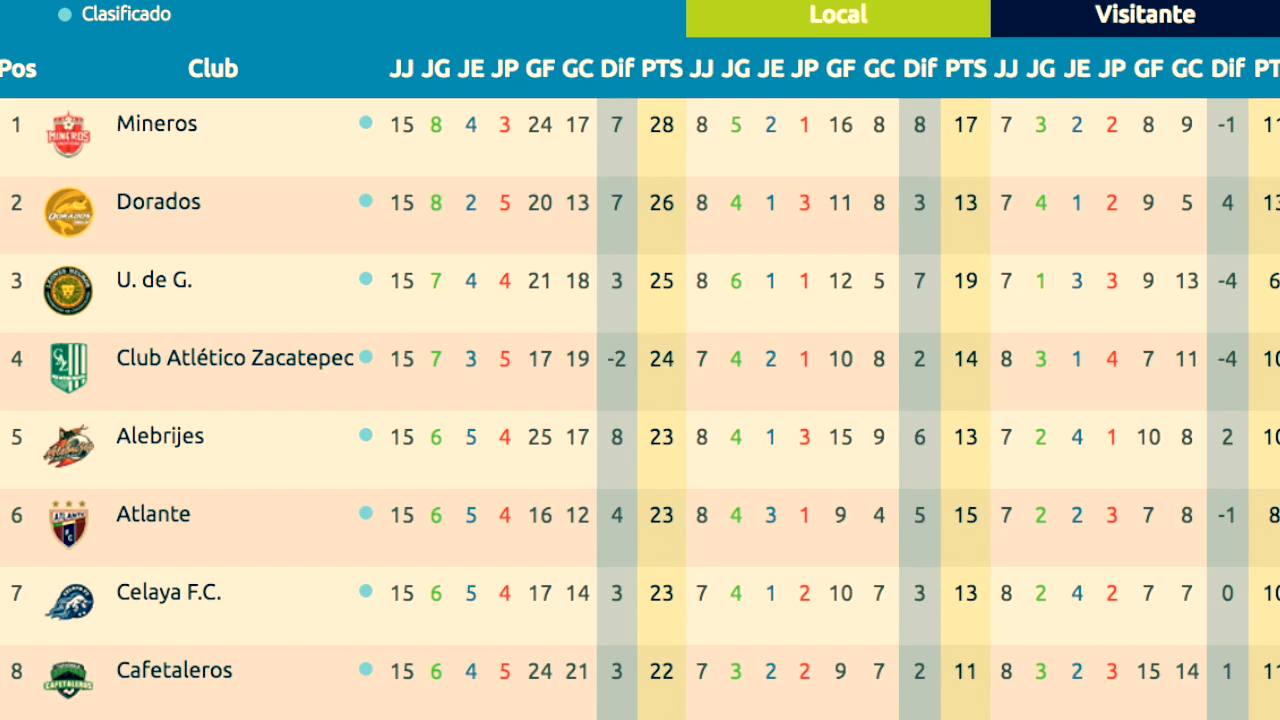 Clasificado
Local Visitante
Pos Club JJ JG JE JP GF GC Dif PTS JJ JG JE JP GF GC Dif PTS JJ JG JE JP GF GC Dif PT
1 MINEROS Mineros 15 8 4 3 24 17 7 28 8 5 2 1 16 8 8 17 7 3 2 2 8 9 -1 11
2 DORADOS Dorados 15 8 2 5 20 13 7 26 8 4 1 3 11 8 3 13 7 4 1 2 9 5 4 13
3 U. de G. 15 7 4 4 21 18 3 25 8 6 1 1 12 5 7 19 7 1 3 3 9 13 -4 6
4 Club Atlético Zacatepec 15 7 3 5 17 19 -2 24 7 4 2 1 10 8 2 14 8 3 1 4 7 11 -4 10
5 Alebrijes 15 6 5 4 25 17 8 23 8 4 1 3 15 9 6 13 7 2 4 1 10 8 2 10
6 ATLANTE Atlante 15 6 5 4 16 12 4 23 8 4 3 1 9 4 5 15 7 2 2 3 7 8 -1 8
7 Celaya F.C. 15 6 5 4 17 14 3 23 7 4 1 2 10 7 3 13 8 2 4 2 7 7 0 10
8 CAFETALEROS Cafetaleros 15 6 4 5 24 21 3 22 7 3 2 2 9 7 2 11 8 3 2 3 15 14 1 11